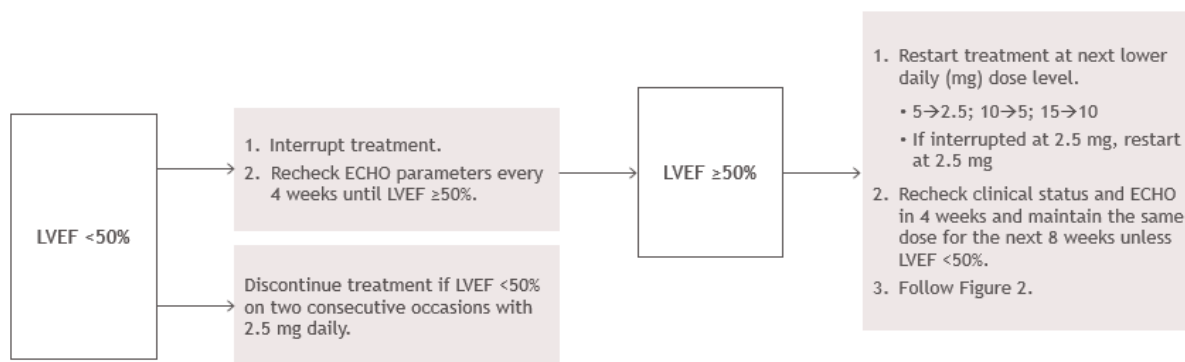 LVEF <50%
1. Interrupt treatment.
2. Recheck ECHO parameters every
4 weeks until LVEF ≥50%.
Discontinue treatment if LVEF <50%
on two consecutive occasions with
2.5 mg daily.
LVEF ≥50%
1. Restart treatment at next lower
daily (mg) dose level.
• 5→2.5; 10→5; 15→10
• If interrupted at 2.5 mg, restart
at 2.5 mg
2. Recheck clinical status and ECHO
in 4 weeks and maintain the same
dose for the next 8 weeks unless
LVEF <50%.
3. Follow Figure 2.